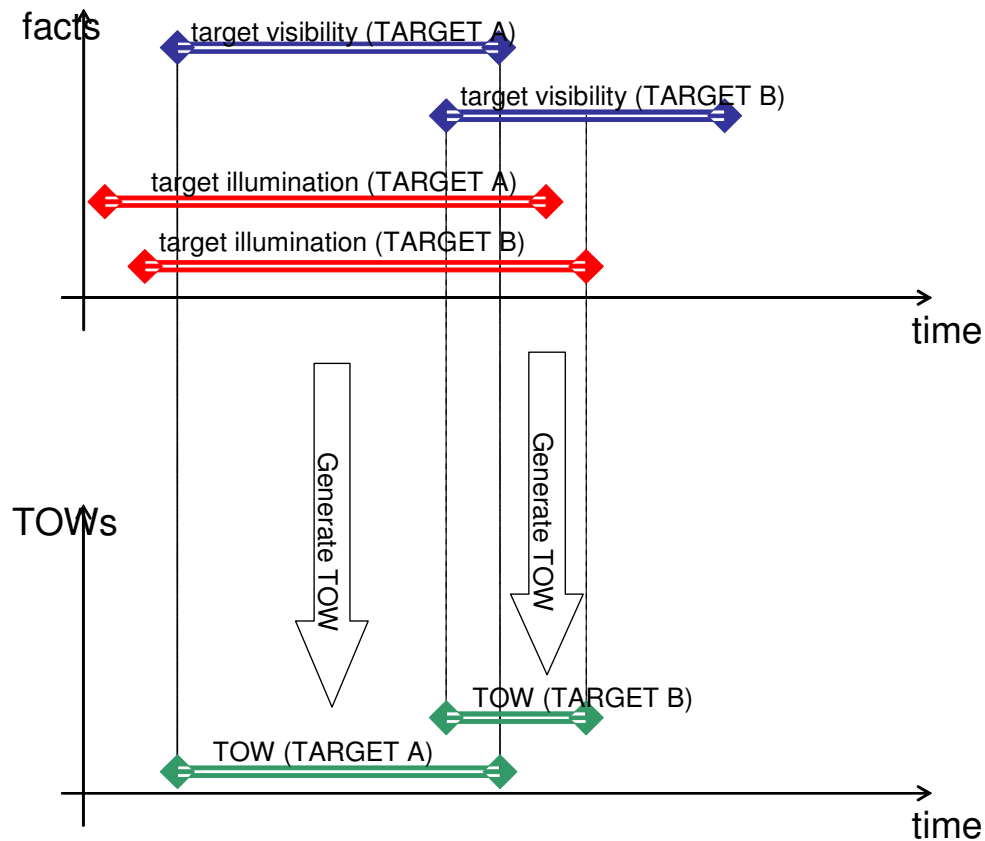 facts
target visibility (TARGET A)
target visibility (TARGET B)
target illumination (TARGET A)
target illumination (TARGET B)
time
Generate TOW
Generate TOW
TOWs
TOW (TARGET B)
TOW (TARGET A)
time